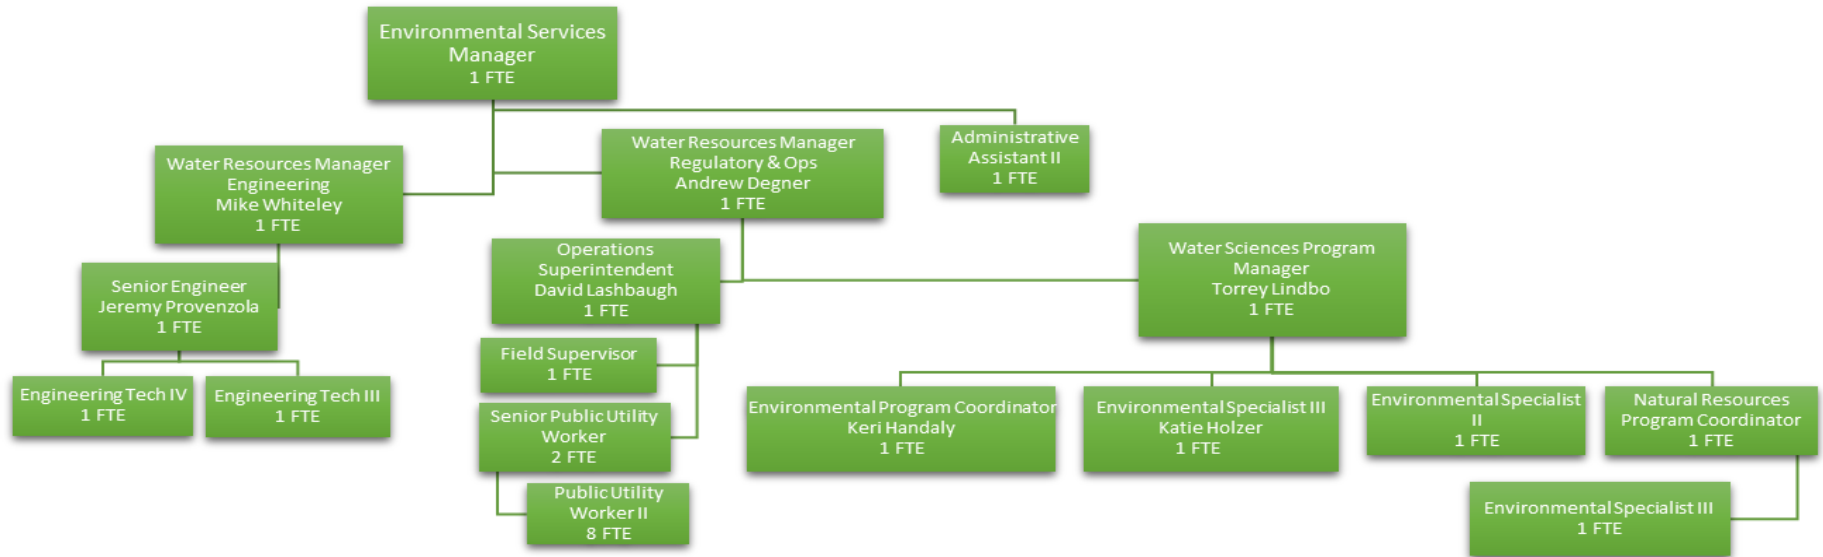 Environmental Services
Manager
1 FTE
Water Resources Manager
Engineering
Mike Whiteley
1 FTE
Water Resources Manager
Regulatory & Ops
Andrew Degner
1 FTE
Administrative
Assistant II
1 FTE
Senior Engineer
Jeremy Provenzola
1 FTE
Operations
Superintendent
David Lashbaugh
1 FTE
Water Sciences Program
Manager
Torrey Lindbo
1 FTE
Engineering Tech IV
1 FTE
Engineering Tech III
1 FTE
Field Supervisor
1 FTE
Senior Public Utility
Worker
2 FTE
Public Utility
Worker II
8 FTE
Environmental Program Coordinator
Keri Handaly
1 FTE
Environmental Specialist III
Katie Holzer
1 FTE
Environmental Specialist
II
1 FTE
Natural Resources
Program Coordinator
1 FTE
Environmental Specialist III
1 FTE